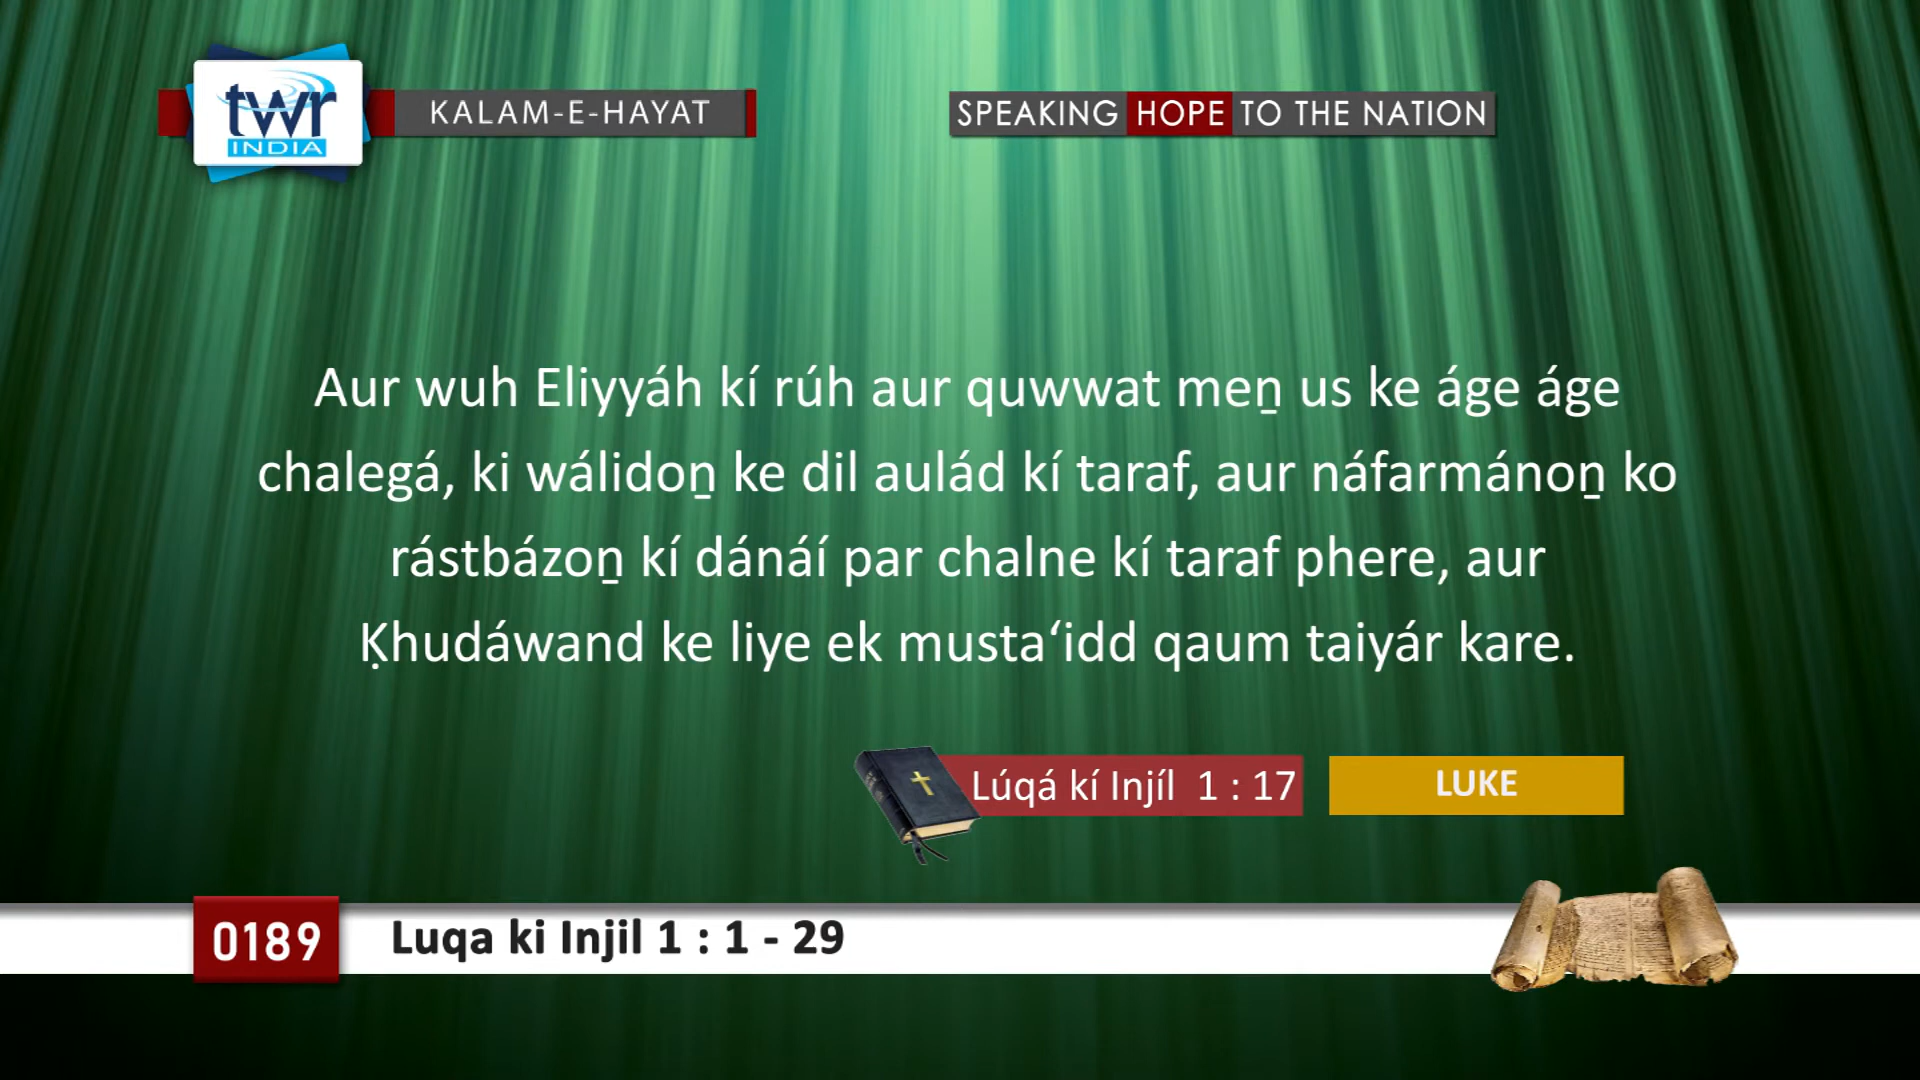 twr
INDIA
KALAM-E-HAYAT
SPEAKING HOPE TO THE NATION
Aur wuh Eliyyáh kí rúh aur quwwat meṉ us ke áge áge
chalegá, ki wálidoṉ ke dil aulád kí taraf, aur náfarmánoṉ ko
rástbázoṉ kí dánáí par chalne kí taraf phere, aur
Ḳhudáwand ke liye ek musta‘idd qaum taiyár kare.
Lúqá kí Injíl 1 : 17
LUKE
0189
Luqa ki Injil 1 : 1 - 29